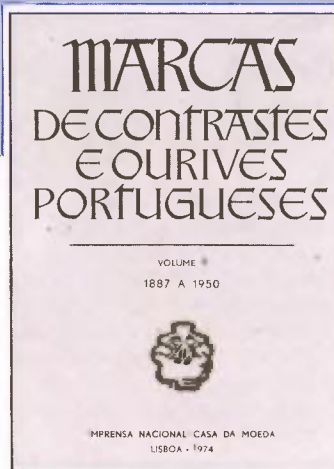 MARCAS
DE CONTRASTES
E OURIVES
PORTUGUESES
VOLUME
1887 A 1950
MPRENSA NACIONAL CASA DA MOEDA
LISBOA • 1974